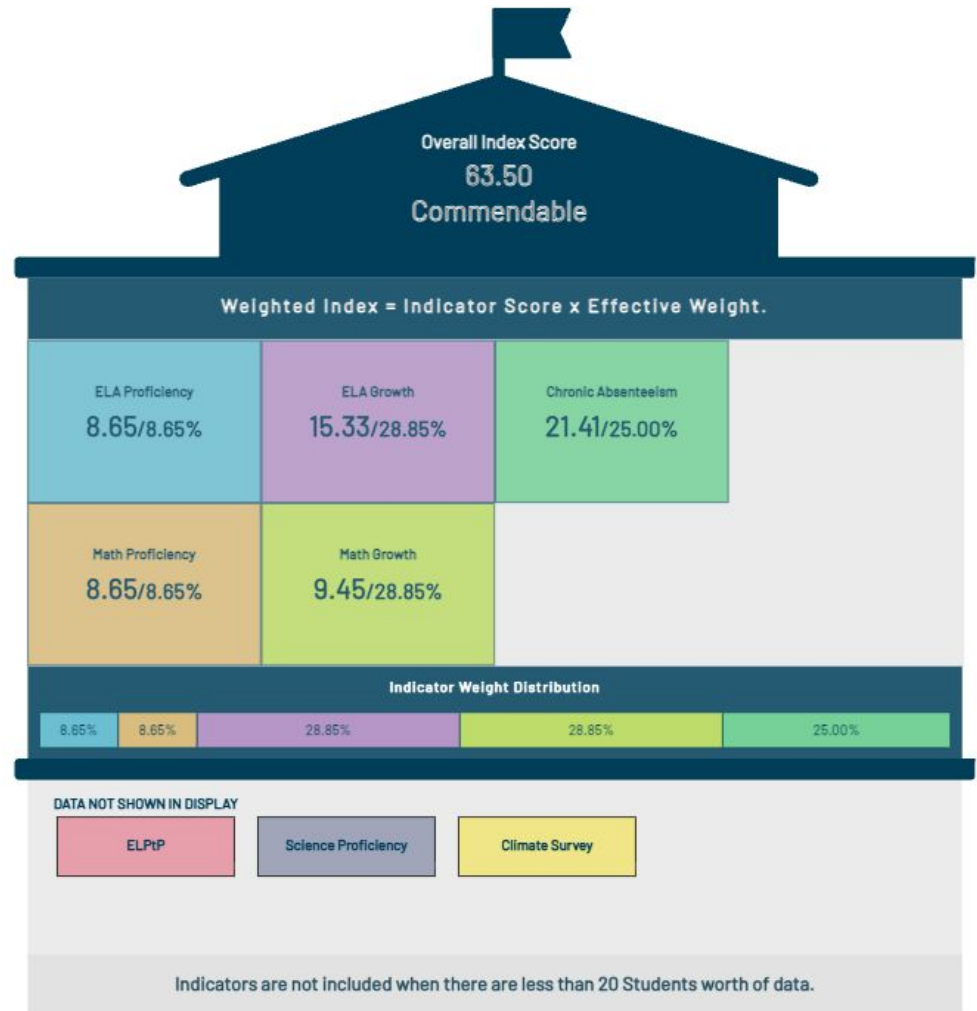 Overall Index Score
63.50
Commendable
Weighted Index = Indicator Score x Effective Weight.
ELA Proficiency
8.65/8.65%
ELA Growth
15.33/28.85%
Chronic Absenteeism
21.41/25.00%
Math Proficiency
8.65/8.65%
Math Growth
9.45/28.85%
Indicator Weight Distribution
8.65% 8.65% 28.85% 28.85% 25.00%
DATA NOT SHOWN IN DISPLAY
ELPtP Science Proficiency Climate Survey
Indicators are not included when there are less than 20 Students worth of data.